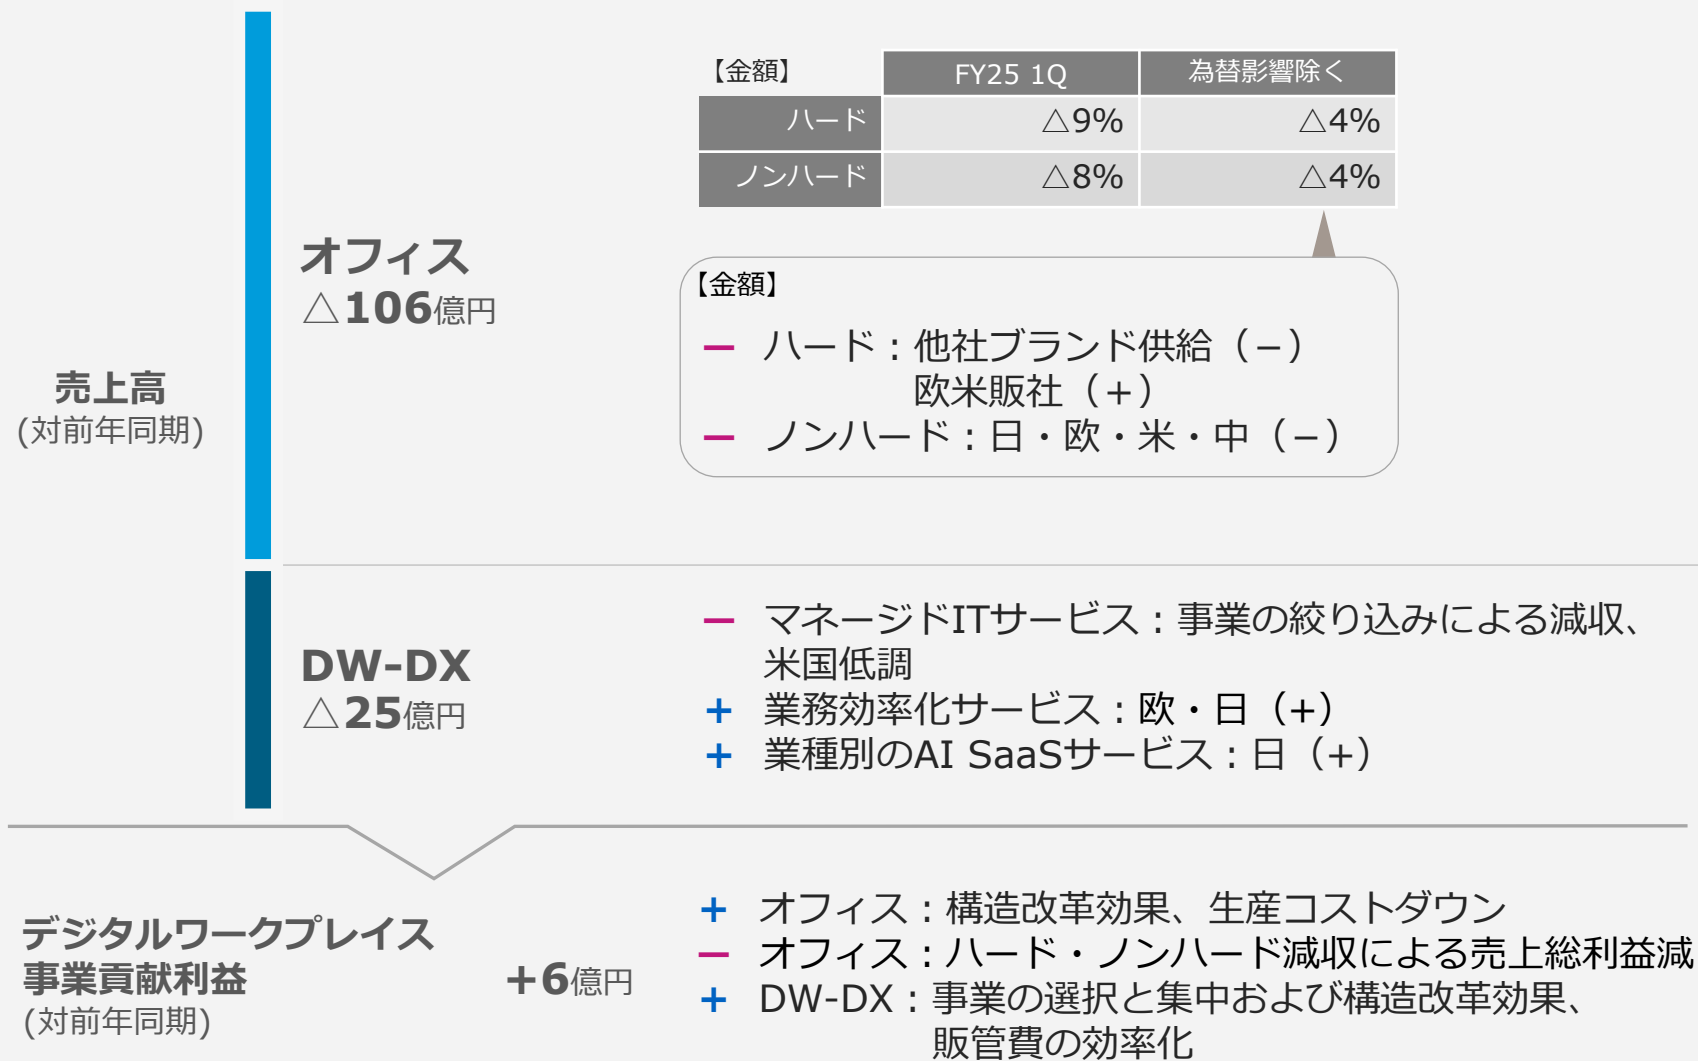 【金額】 FY25 1Q 為替影響除く
ハード △9% △4%
ノンハード △8% △4%
オフィス
△106億円
【金額】
− ハード：他社ブランド供給（−）
欧米販社（+）
− ノンハード：日・欧・米・中（−）
売上高
(対前年同期)
DW-DX
△25億円
− マネージドITサービス：事業の絞り込みによる減収、
米国低調
+ 業務効率化サービス：欧・日（+）
+ 業種別のAI SaaSサービス：日（+）
デジタルワークプレイス
事業貢献利益
(対前年同期)
+6億円
+ オフィス：構造改革効果、生産コストダウン
− オフィス：ハード・ノンハード減収による売上総利益減
+ DW-DX：事業の選択と集中および構造改革効果、
販管費の効率化